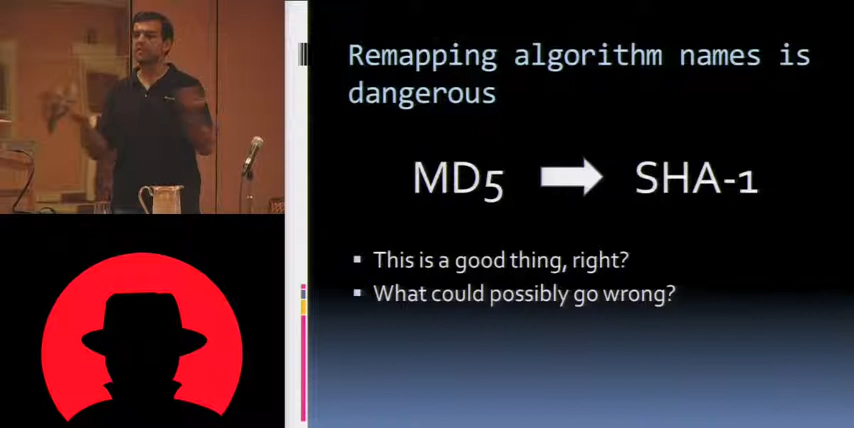 Remapping algorithm names is
dangerous
MD5 SHA-1
This is a good thing, right?
What could possibly go wrong?